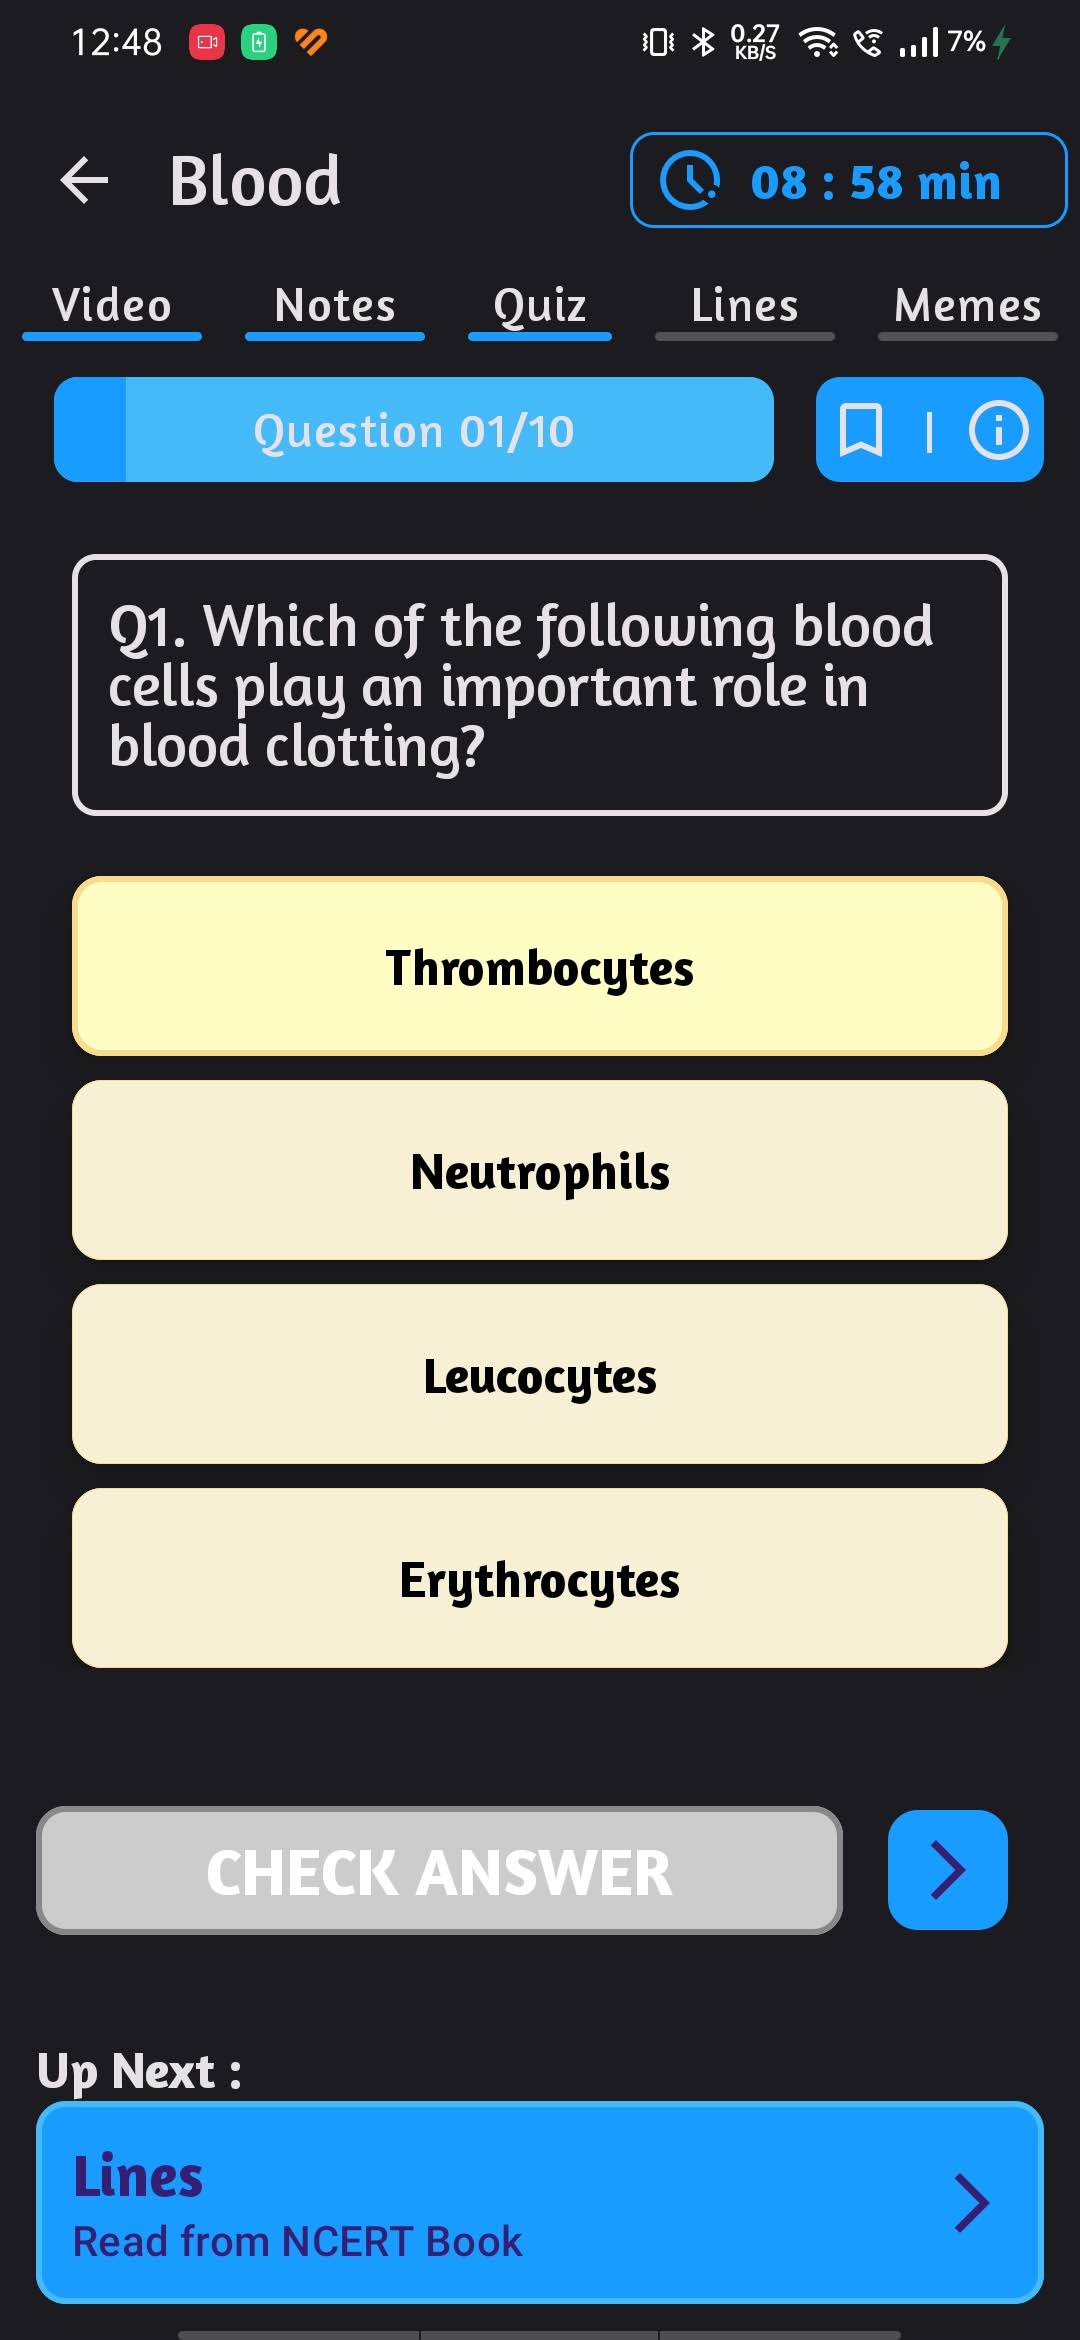 12:48
0.27
KB/S
7%
Blood
08 : 58 min
Video
Notes
Quiz
Lines
Memes
Question 01/10
Q1. Which of the following blood
cells play an important role in
blood clotting?
Thrombocytes
Neutrophils
Leucocytes
Erythrocytes
CHECK ANSWER
Up Next :
Lines
Read from NCERT Book